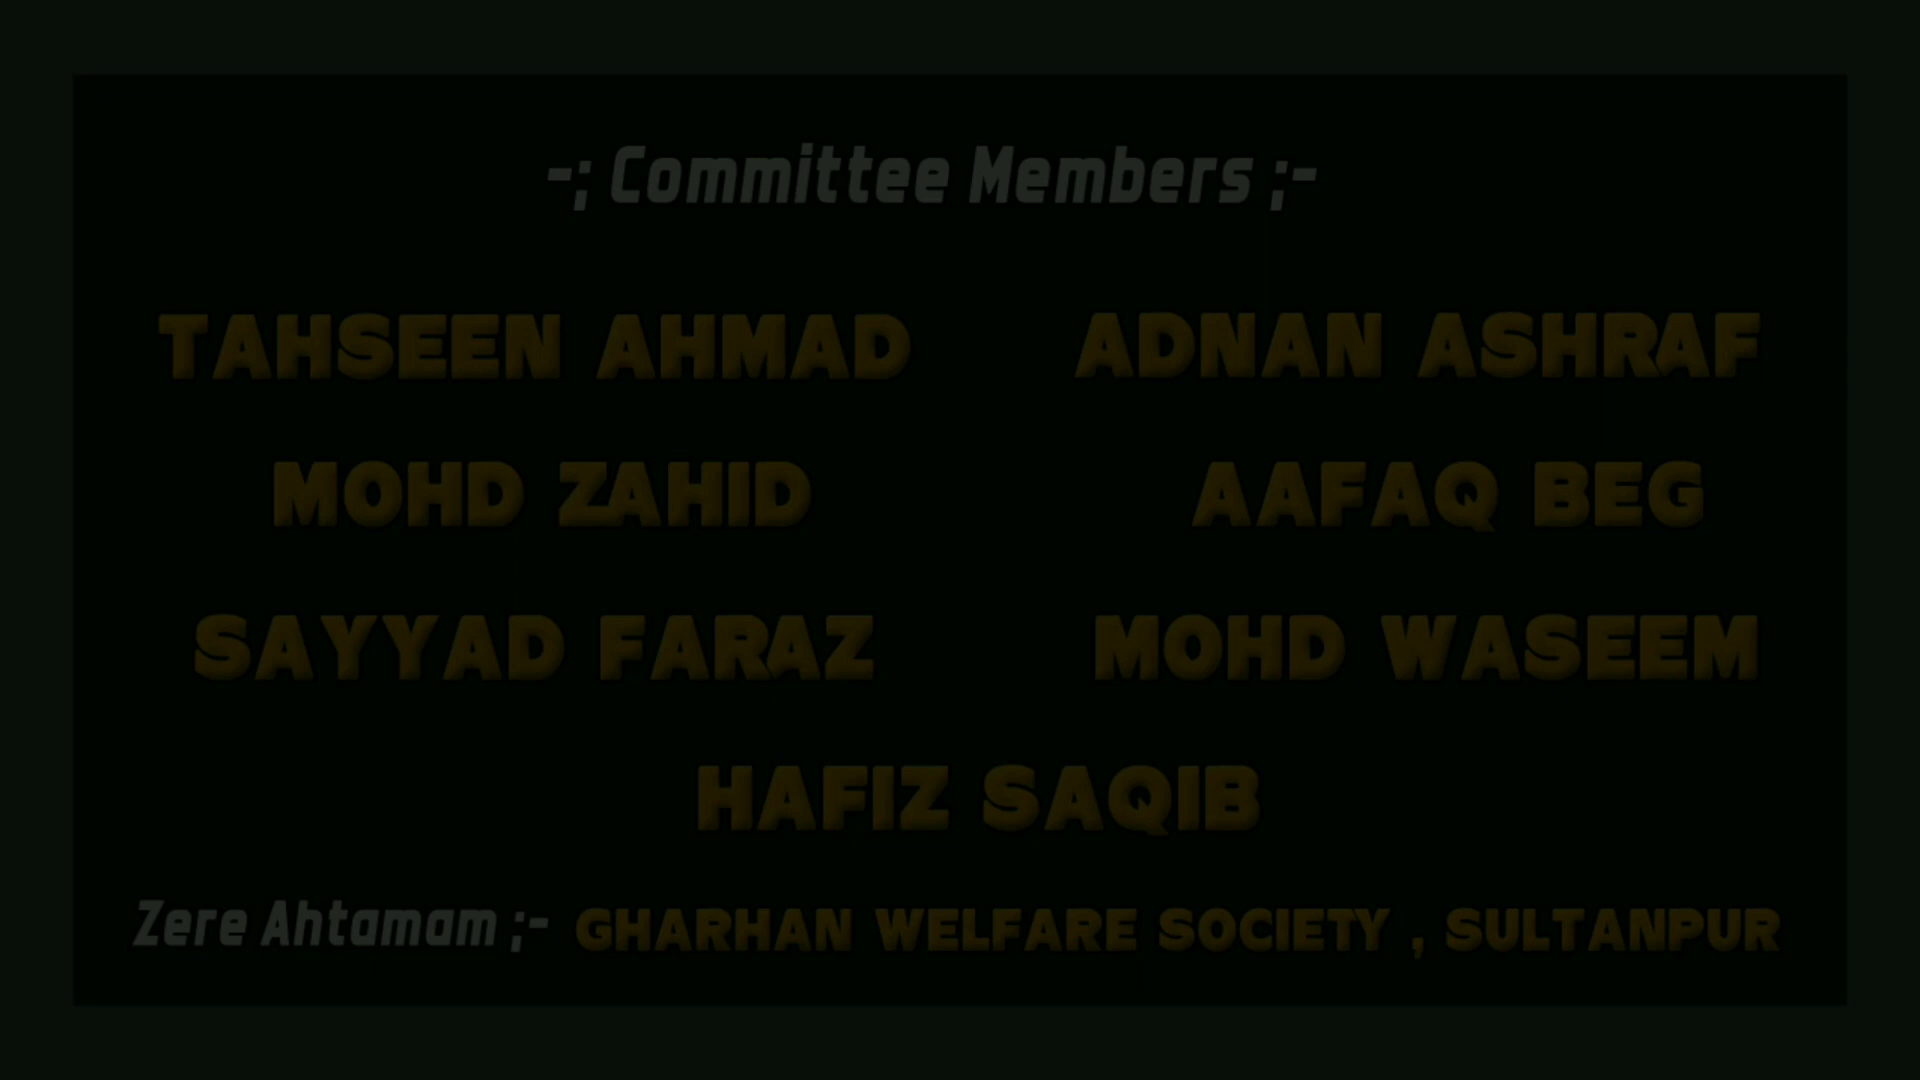 -; Committee Members ;-
TAHSEEN AHMAD ADNAN ASHRAF
MOHD ZAHID AAFAQ BEG
SAYYAD FARAZ MOHD WASEEM
HAFIZ SAQIB
Zere Ahtamam ;- GHARHAN WELFARE SOCIETY , SULTANPUR